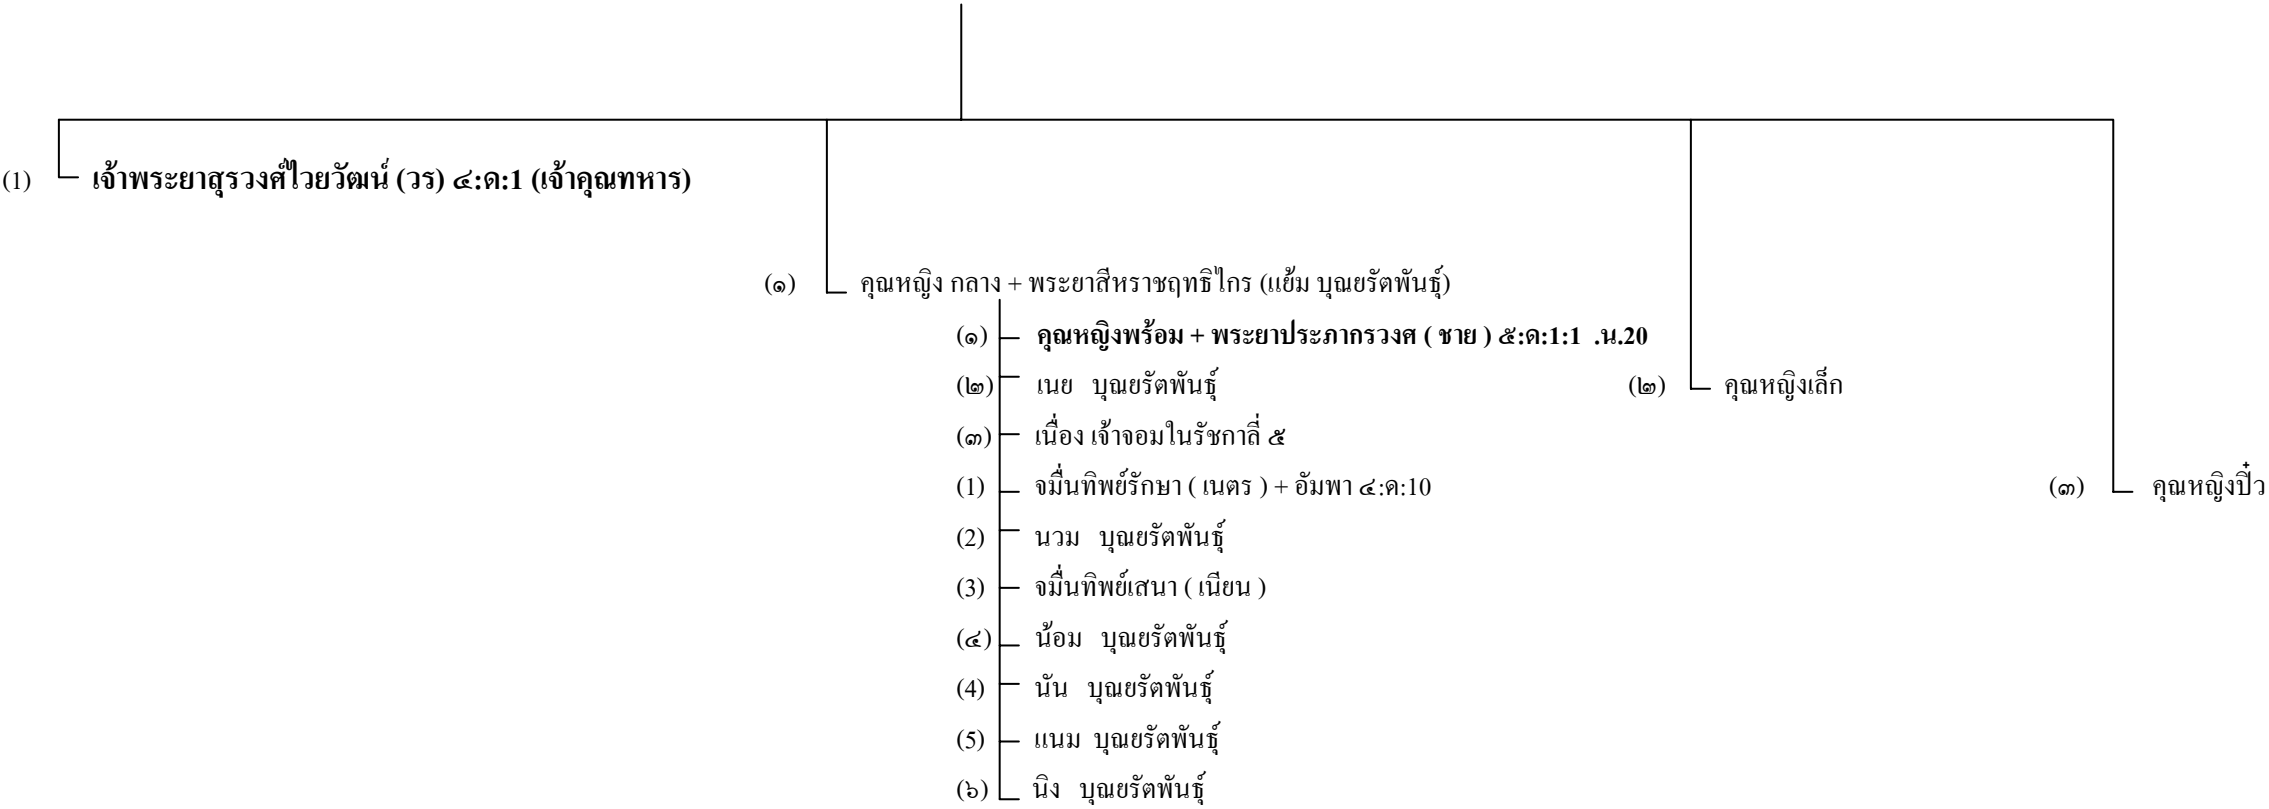 (1) เจ้าพระยาสุรวงศ์ไวยวัฒน์ (วร) ๔:ด:1 (เจ้าคุณทหาร)
(๑) คุณหญิง กลาง + พระยาสีหราชฤทธิไกร (แย้ม บุณยรัตพันธุ์)
(๑) คุณหญิงพร้อม + พระยาประภากรวงศ ( ชาย ) ๕:ด:1:1 .น.20
(๒) เนย บุณยรัตพันธุ์
(๒) คุณหญิงเล็ก
(๓) เนื่อง เจ้าจอมในรัชกาลี่ ๕
(1) จมื่นทิพย์รักษา ( เนตร ) + อัมพา ๔:ด:10
(๓) คุณหญิงปิ๋ว
(2) นวม บุณยรัตพันธุ์
(3) จมื่นทิพย์เสนา ( เนียน )
(๔) น้อม บุณยรัตพันธุ์
(4) นัน บุณยรัตพันธุ์
(5) แนม บุณยรัตพันธุ์
(๖) นิง บุณยรัตพันธุ์